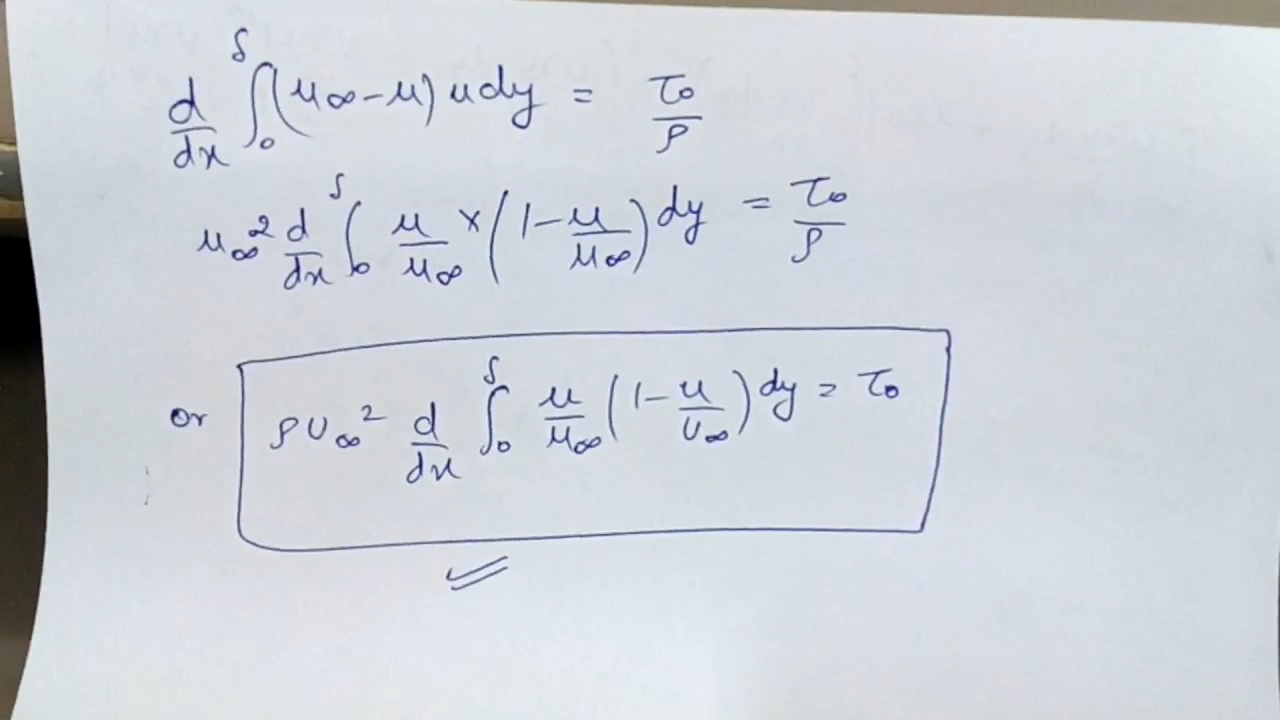 d/dx ∫₀^δ (u∞ - u) u dy = τ₀/ρ
u∞² d/dx ∫₀^δ u/u∞ × (1 - u/u∞) dy = τ₀/ρ
or ρU∞² d/dx ∫₀^δ u/u∞ (1 - u/U∞) dy = τ₀